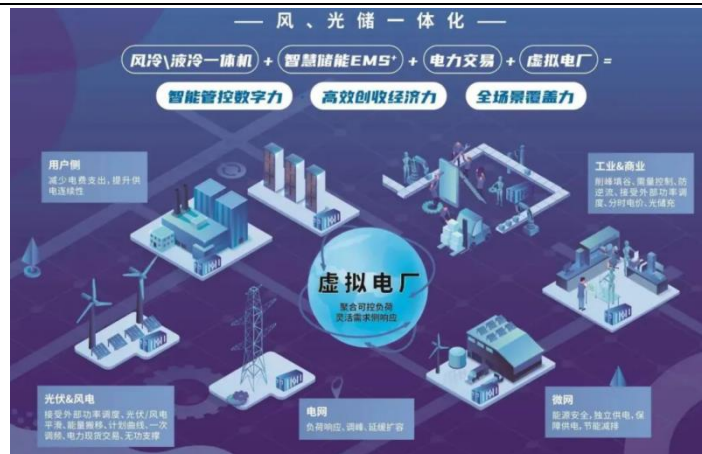 风、光储一体化
风冷\液冷一体机 + 智慧储能EMS⁺ + 电力交易 + 虚拟电厂 =
智能管控数字力 高效创收经济力 全场景覆盖力
用户侧
减少电费支出，提升供
电连续性
工业&商业
削峰填谷、需量控制、防
逆流、接受外部功率调
度，分时电价、光储充
虚拟电厂
聚合可控负荷
灵活需求侧响应
光伏&风电
接受外部功率调度、光伏/风电
平滑、能量搬移、计划曲线、一次
调频、电力现货交易、无功支撑
电网
负荷响应，调峰、延缓扩容
微网
能源安全，独立供电，保
障供电，节能减排